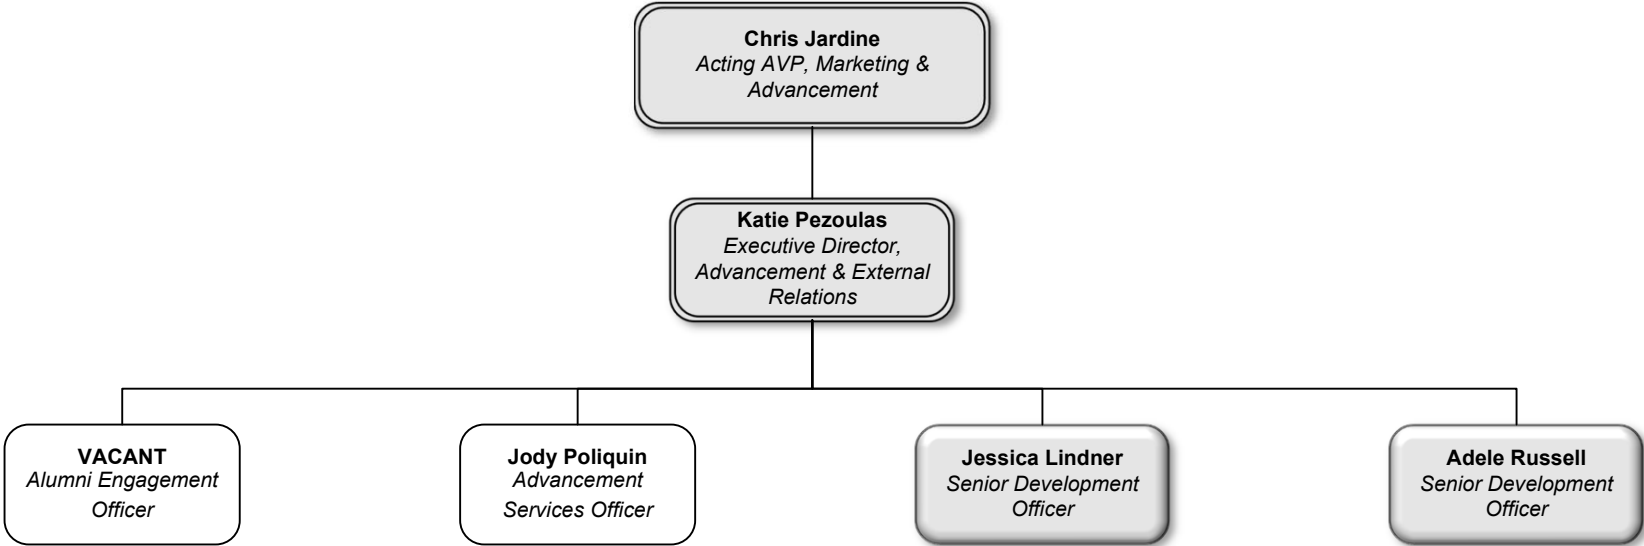 Chris Jardine
Acting AVP, Marketing &
Advancement
Katie Pezoulas
Executive Director,
Advancement & External
Relations
VACANT
Alumni Engagement
Officer
Jody Poliquin
Advancement
Services Officer
Jessica Lindner
Senior Development
Officer
Adele Russell
Senior Development
Officer